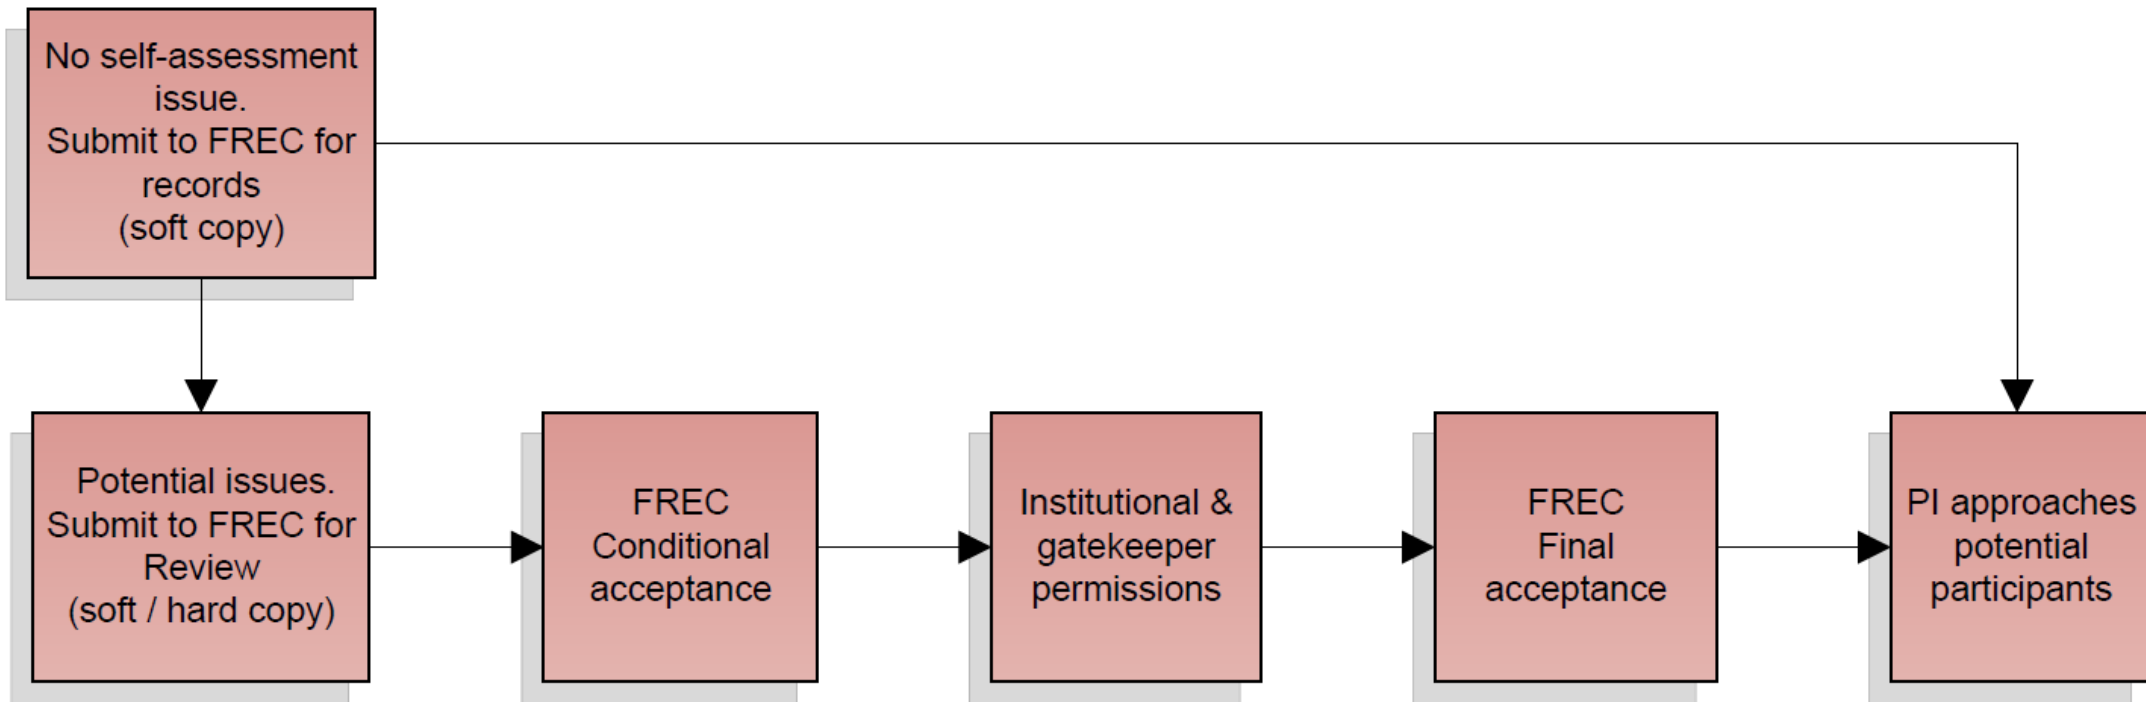 No self-assessment
issue.
Submit to FREC for
records
(soft copy)
Potential issues.
Submit to FREC for
Review
(soft / hard copy)
FREC
Conditional
acceptance
Institutional &
gatekeeper
permissions
FREC
Final
acceptance
PI approaches
potential
participants